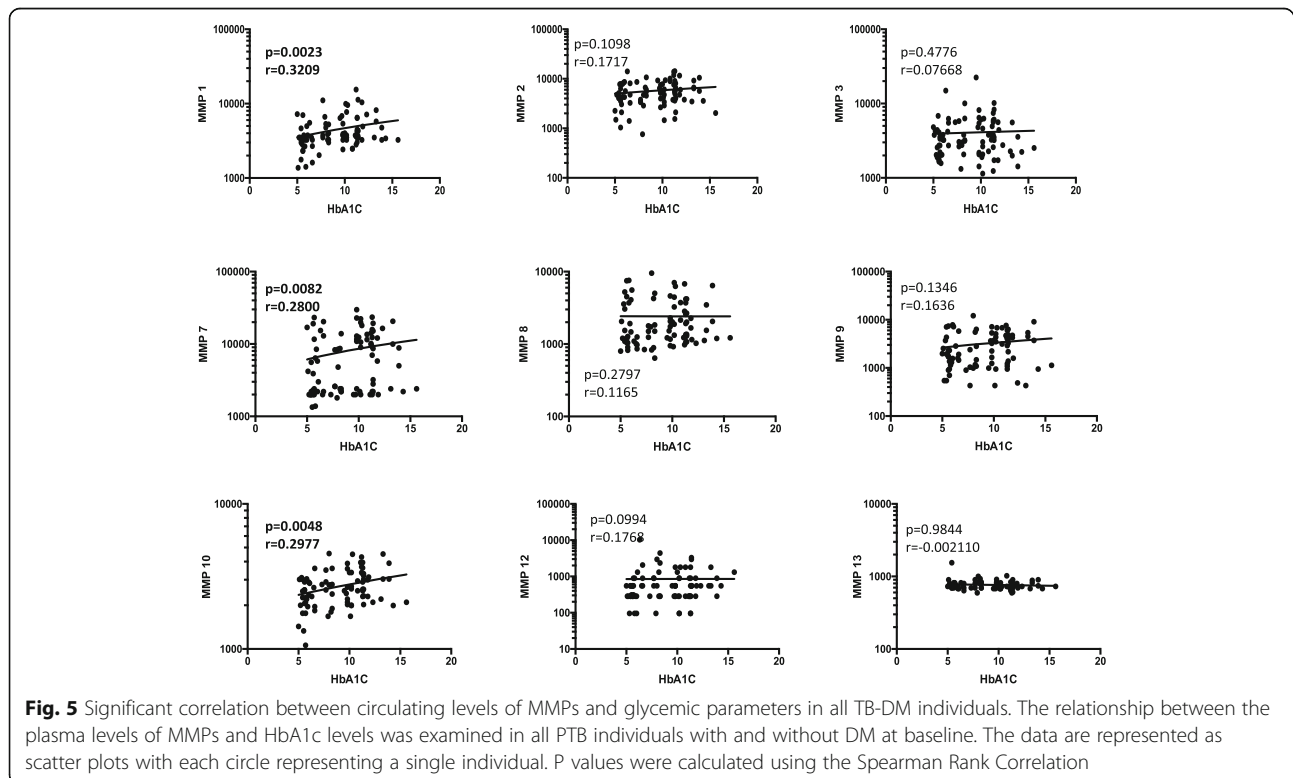 100000
10000
1000
MMP 1
p=0.0023
r=0.3209
0 5 10 15 20
HbA1C
100000
10000
1000
100
MMP 2
p=0.1098
r=0.1717
0 5 10 15 20
HbA1C
100000
10000
1000
MMP 3
p=0.4776
r=0.07668
0 5 10 15 20
HbA1C
100000
10000
1000
MMP 7
p=0.0082
r=0.2800
0 5 10 15 20
HbA1C
10000
1000
100
MMP 8
p=0.2797
r=0.1165
0 5 10 15 20
HbA1C
100000
10000
1000
100
MMP 9
p=0.1346
r=0.1636
0 5 10 15 20
HbA1C
10000
1000
MMP 10
p=0.0048
r=0.2977
0 5 10 15 20
HbA1C
100000
10000
1000
100
10
MMP 12
p=0.0994
r=0.1768
0 5 10 15 20
HbA1C
10000
1000
100
MMP 13
p=0.9844
r=-0.002110
0 5 10 15 20
HbA1C
Fig. 5 Significant correlation between circulating levels of MMPs and glycemic parameters in all TB-DM individuals. The relationship between the
plasma levels of MMPs and HbA1c levels was examined in all PTB individuals with and without DM at baseline. The data are represented as
scatter plots with each circle representing a single individual. P values were calculated using the Spearman Rank Correlation